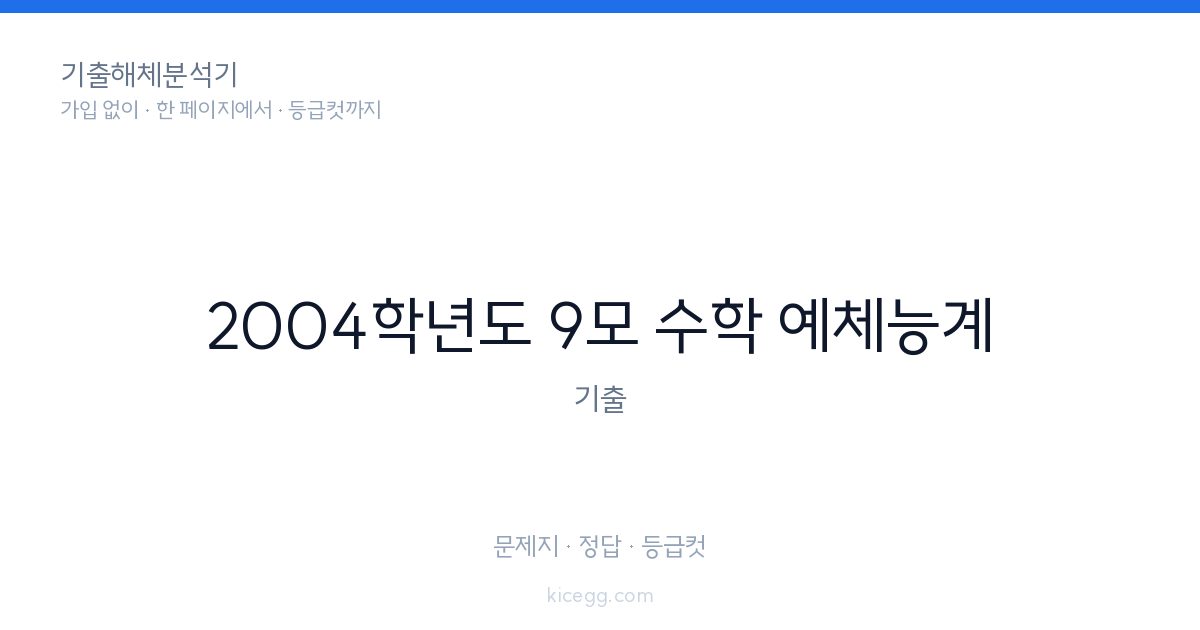 기출해체분석기
가입 없이 · 한 페이지에서 · 등급컷까지
2004학년도 9모 수학 예체능계
기출
문제지 · 정답 · 등급컷
kicegg.com